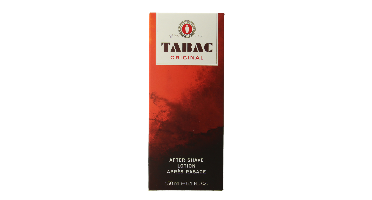 TABAC
ORIGINAL
AFTER SHAVE
LOTION
APRÈS RASAGE